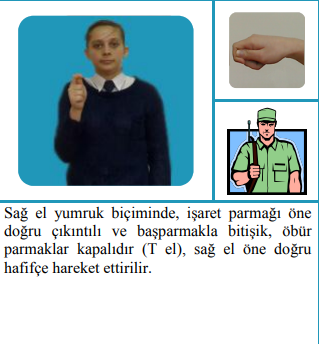 Sağ el yumruk biçiminde, işaret parmağı öne
doğru çıkıntılı ve başparmakla bitişik, öbür
parmaklar kapalıdır (T el), sağ el öne doğru
hafifçe hareket ettirilir.